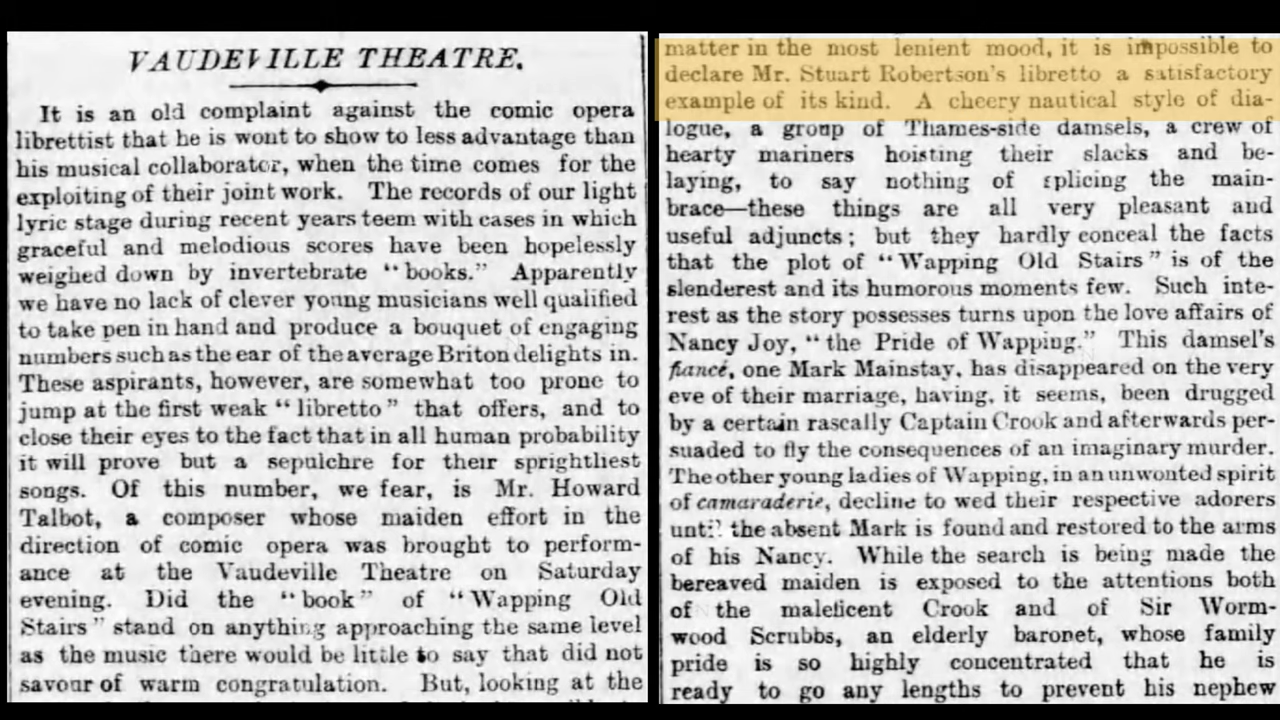 VAUDEVILLE THEATRE.
It is an old complaint against the comic opera
librettist that he is wont to show to less advantage than
his musical collaborator, when the time comes for the
exploiting of their joint work. The records of our light
lyric stage during recent years teem with cases in which
graceful and melodious scores have been hopelessly
weighed down by invertebrate "books." Apparently
we have no lack of clever young musicians well qualified
to take pen in hand and produce a bouquet of engaging
numbers such as the ear of the average Briton delights in.
These aspirants, however, are somewhat too prone to
jump at the first weak "libretto" that offers, and to
close their eyes to the fact that in all human probability
it will prove but a sepulchre for their sprightliest
songs. Of this number, we fear, is Mr. Howard
Talbot, a composer whose maiden effort in the
direction of comic opera was brought to perform-
ance at the Vaudeville Theatre on Saturday
evening. Did the "book" of "Wapping Old
Stairs" stand on anything approaching the same level
as the music there would be little to say that did not
savour of warm congratulation. But, looking at the
matter in the most lenient mood, it is impossible to
declare Mr. Stuart Robertson's libretto a satisfactory
example of its kind. A cheery nautical style of dia-
logue, a group of Thames-side damsels, a crew of
hearty mariners hoisting their slacks and be-
laying, to say nothing of splicing the main-
brace—these things are all very pleasant and
useful adjuncts; but they hardly conceal the facts
that the plot of "Wapping Old Stairs" is of the
slenderest and its humorous moments few. Such inte-
rest as the story possesses turns upon the love affairs of
Nancy Joy, "the Pride of Wapping." This damsel's
fiancé, one Mark Mainstay, has disappeared on the very
eve of their marriage, having, it seems, been drugged
by a certain rascally Captain Crook and afterwards per-
suaded to fly the consequences of an imaginary murder.
The other young ladies of Wapping, in an unwonted spirit
of camaraderie, decline to wed their respective adorers
until the absent Mark is found and restored to the arms
of his Nancy. While the search is being made the
bereaved maiden is exposed to the attentions both
of the maleficent Crook and of Sir Worm-
wood Scrubbs, an elderly baronet, whose family
pride is so highly concentrated that he is
ready to go any lengths to prevent his nephew